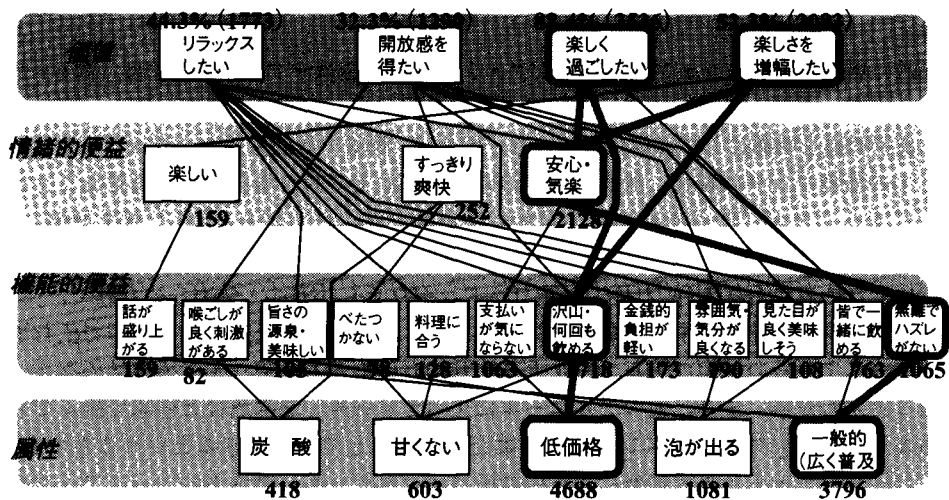 リラックス
したい
開放感を
得たい
楽しく
過ごしたい
楽しさを
増幅したい
情緒的便益
楽しい
159
すっきり
爽快
252
安心・
気楽
2128
機能的便益
話が
盛り上
がる
159
喉ごしが
良く刺激
がある
82
旨さの
源泉・
美味しい
べたつ
かない
料理に
合う
128
支払い
が気に
ならない
1063
沢山・
何回も
飲める
金銭的
負担が
軽い
173
雰囲気・
気分が
良くなる
190
見た目が
良く美味
しそう
108
皆で一
緒に飲
める
763
無難で
ハズレ
がない
1065
属性
炭 酸
418
甘くない
603
低価格
4688
泡が出る
1081
一般的
(広く普及
3796